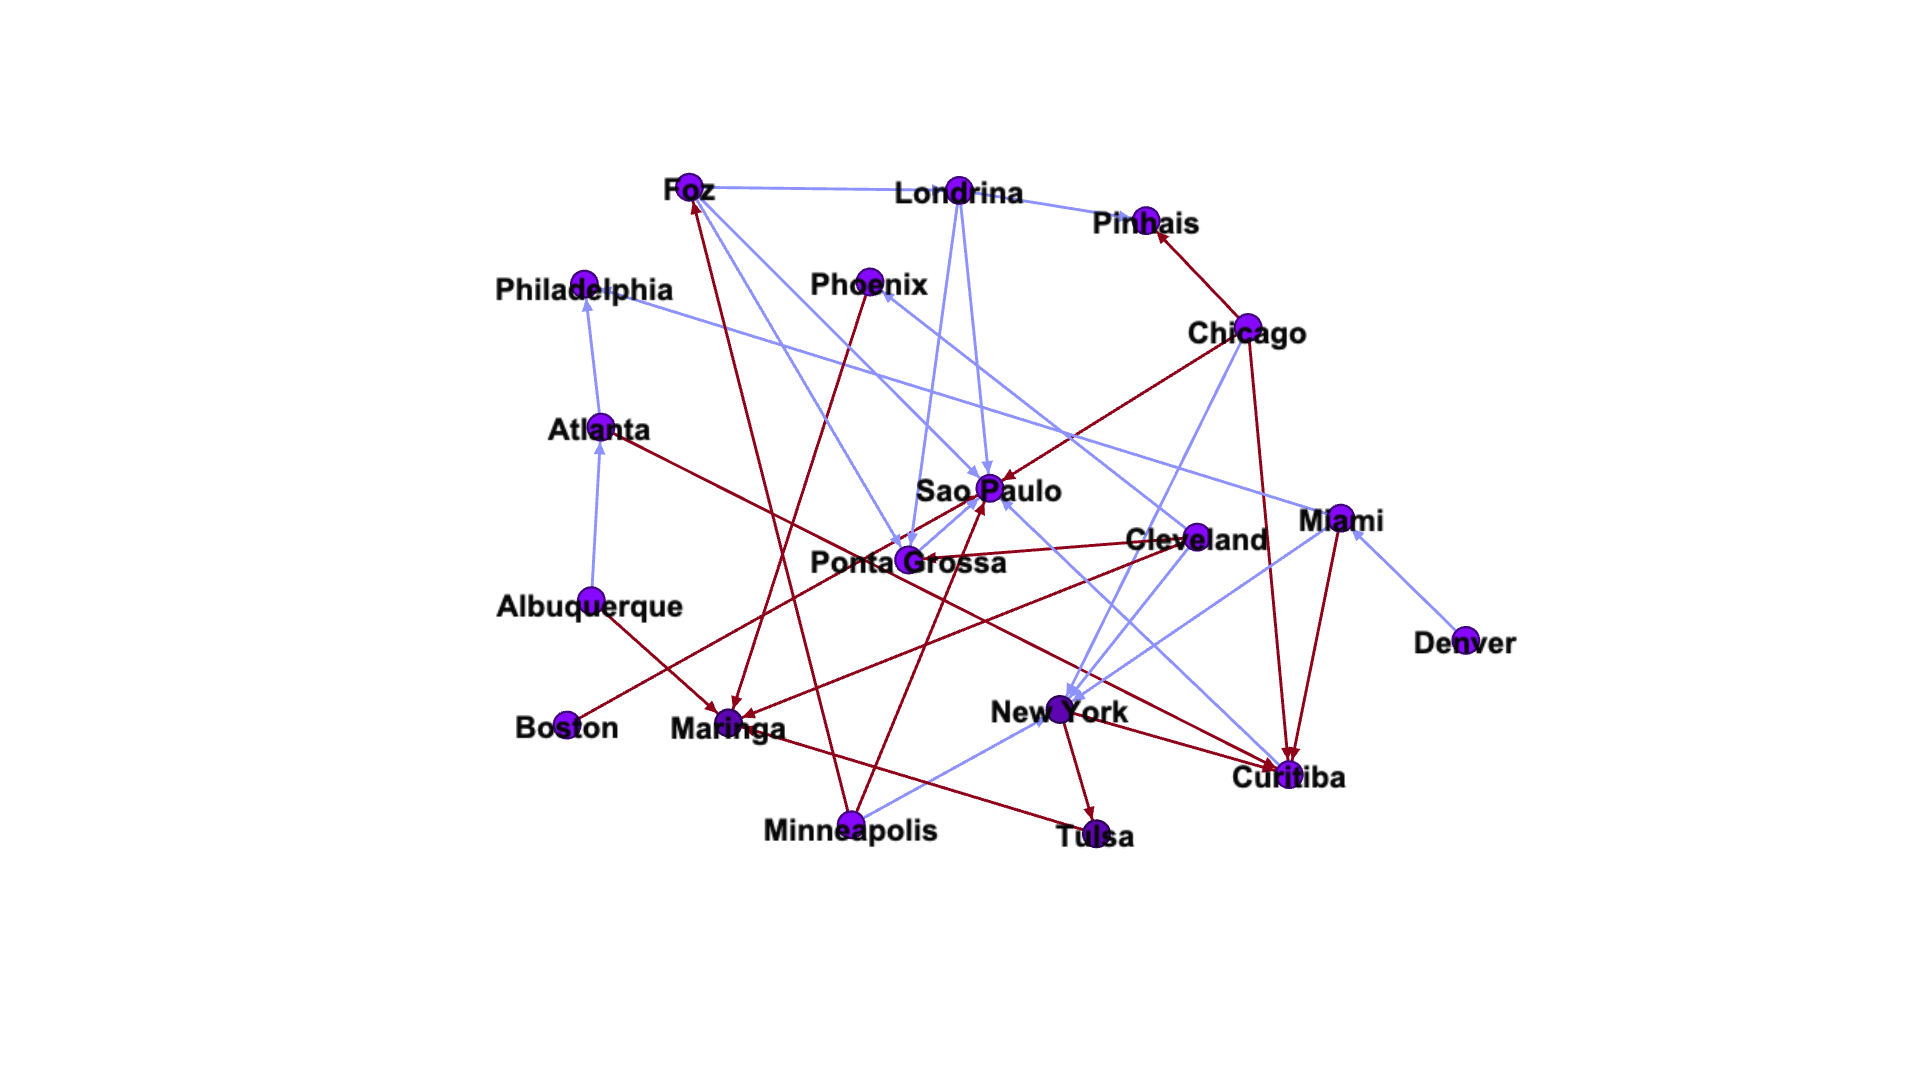 Foz
Londrina
Pinhais
Philadelphia
Phoenix
Chicago
Atlanta
Sao Paulo
Miami
Cleveland
Ponta Grossa
Albuquerque
Denver
New York
Boston
Maringa
Curitiba
Minneapolis
Tulsa